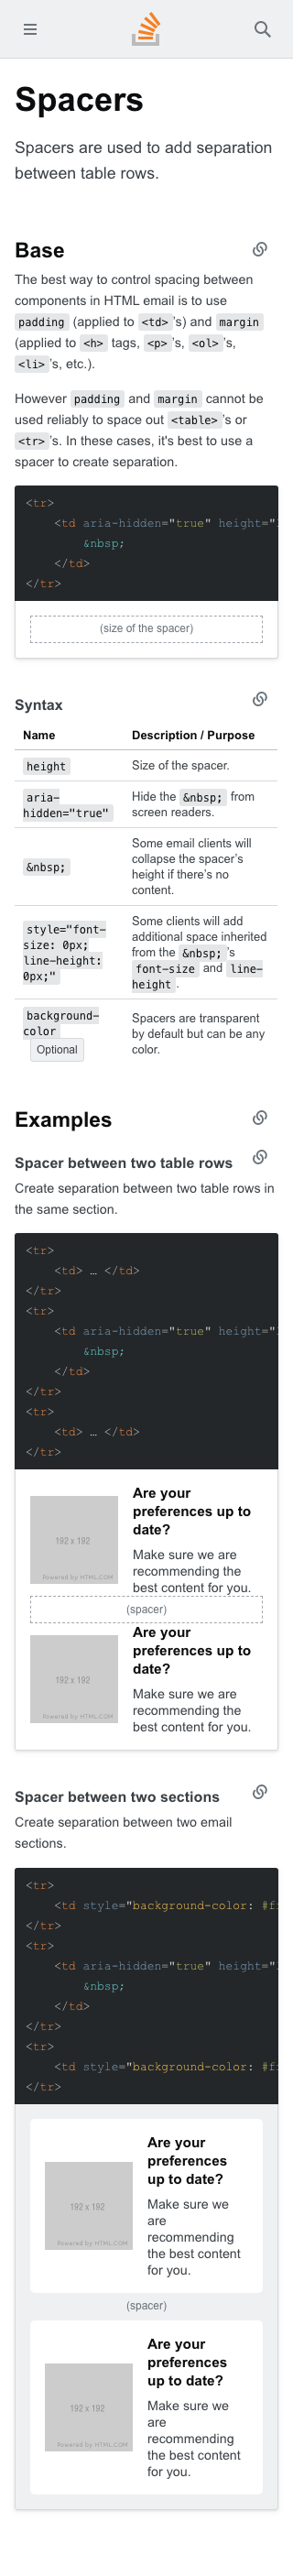 Spacers
Spacers are used to add separation
between table rows.
Base
The best way to control spacing between
components in HTML email is to use
padding (applied to <td>'s) and margin
(applied to <h> tags, <p>'s, <ol>'s,
<li>'s, etc.).
However padding and margin cannot be
used reliably to space out <table>'s or
<tr>'s. In these cases, it's best to use a
spacer to create separation.
<tr>
<td aria-hidden="true" height="
&nbsp;
</td>
</tr>
(size of the spacer)
Syntax
Name Description / Purpose
height Size of the spacer.
aria-
hidden="true"
Hide the &nbsp; from
screen readers.
&nbsp;
Some email clients will
collapse the spacer's
height if there's no
content.
style="font-
size: 0px;
line-height:
0px;"
Some clients will add
additional space inherited
from the &nbsp;'s
font-size and line-
height.
background-
color
Optional
Spacers are transparent
by default but can be any
color.
Examples
Spacer between two table rows
Create separation between two table rows in
the same section.
<tr>
<td> … </td>
</tr>
<tr>
<td aria-hidden="true" height="
&nbsp;
</td>
</tr>
<tr>
<td> … </td>
</tr>
192 x 192
Powered by HTML.COM
Are your
preferences up to
date?
Make sure we are
recommending the
best content for you.
(spacer)
192 x 192
Powered by HTML.COM
Are your
preferences up to
date?
Make sure we are
recommending the
best content for you.
Spacer between two sections
Create separation between two email
sections.
<tr>
<td style="background-color: #f
</tr>
<tr>
<td aria-hidden="true" height="
&nbsp;
</td>
</tr>
<tr>
<td style="background-color: #f
</tr>
192 x 192
Powered by HTML.COM
Are your
preferences
up to date?
Make sure we
are
recommending
the best content
for you.
(spacer)
192 x 192
Powered by HTML.COM
Are your
preferences
up to date?
Make sure we
are
recommending
the best content
for you.